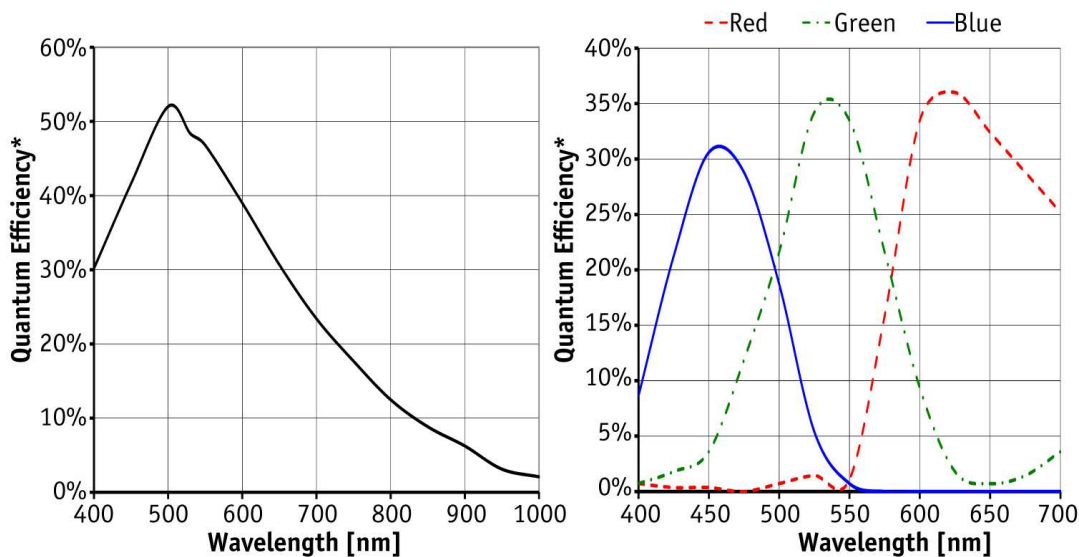 60%
50%
40%
30%
20%
10%
0%
Quantum Efficiency*
400 500 600 700 800 900 1000
Wavelength [nm]
Red Green Blue
40%
35%
30%
25%
20%
15%
10%
5%
0%
Quantum Efficiency*
400 450 500 550 600 650 700
Wavelength [nm]